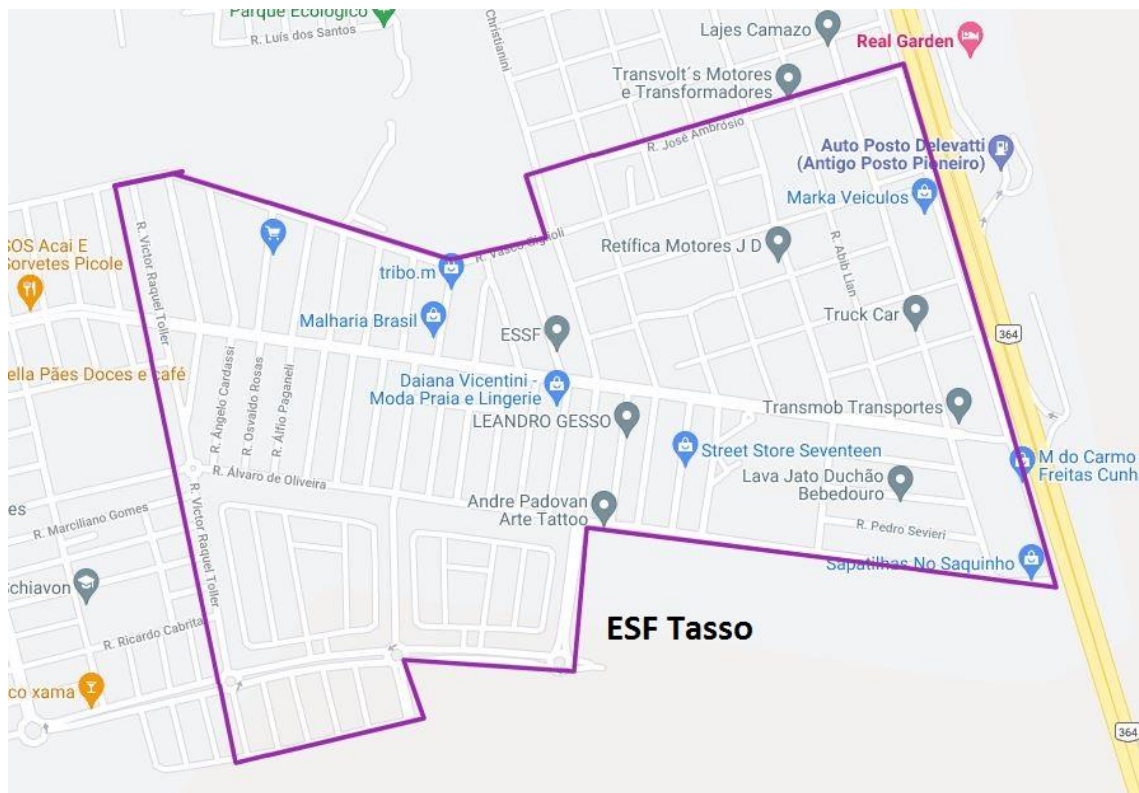 Parque Ecológico
R. Luís dos Santos
Christianini
Lajes Camazo
Real Garden
Transvolt´s Motores
e Transformadores
R. José Ambrósio
Auto Posto Delevatti
(Antigo Posto Pioneiro)
Marka Veiculos
R. Vasco Giglioli
Retífica Motores J D
R. Abib Lian
SOS Acai E
Sorvetes Picole
R. Victor Raquel Toller
tribo.m
Malharia Brasil
ESSF
Truck Car
364
ella Pães Doces e café
R. Ângelo Cardassi
R. Osvaldo Rosas
R. Álfio Paganeli
Daiana Vicentini -
Moda Praia e Lingerie
LEANDRO GESSO
Transmob Transportes
Street Store Seventeen
M do Carmo
Freitas Cunh
Lava Jato Duchão
Bebedouro
R. Álvaro de Oliveira
Andre Padovan
Arte Tattoo
es
R. Marciliano Gomes
R. Victor Raquel Toller
R. Pedro Sevieri
Sapatilhas No Saquinho
Schiavon
R. Ricardo Cabrita
ESF Tasso
co xama
364